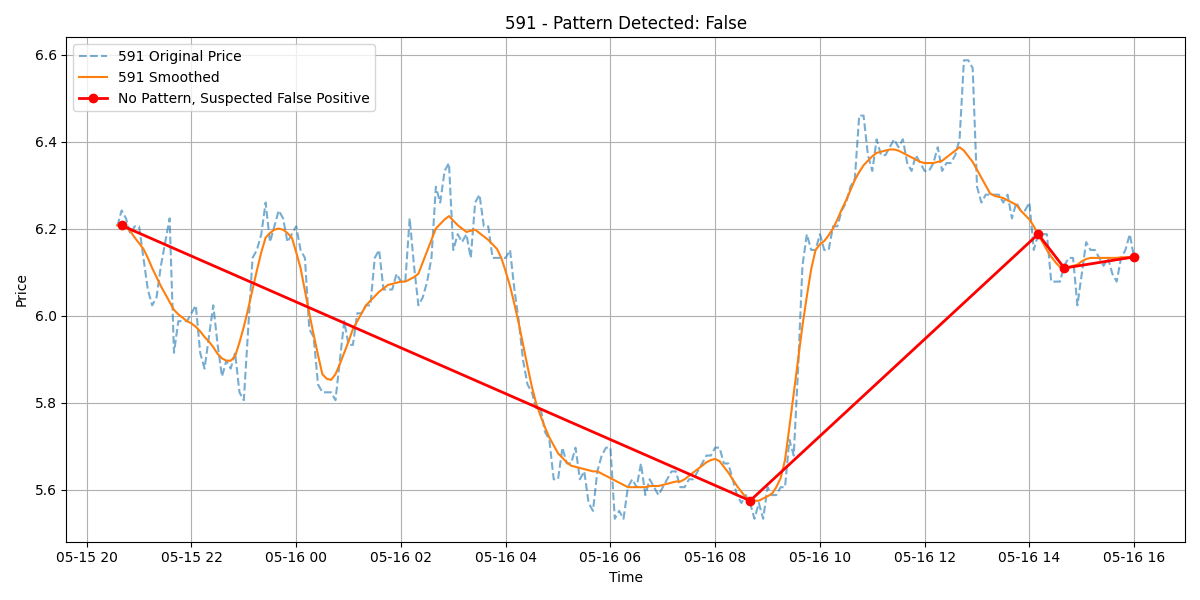 591 - Pattern Detected: False
591 Original Price
591 Smoothed
No Pattern, Suspected False Positive
Price
6.6
6.4
6.2
6.0
5.8
5.6
05-15 20 05-15 22 05-16 00 05-16 02 05-16 04 05-16 06 05-16 08 05-16 10 05-16 12 05-16 14 05-16 16
Time